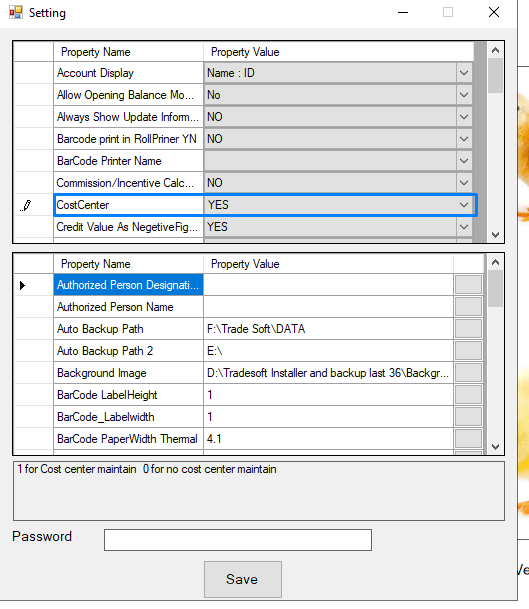 Setting
Property Name Property Value
Account Display Name : ID
Allow Opening Balance Mo... No
Always Show Update Inform... NO
Barcode print in RollPriner YN NO
BarCode Printer Name
Commission/Incentive Calc... NO
CostCenter YES
Credit Value As NegetiveFig... YES
Property Name Property Value
Authorized Person Designati...
Authorized Person Name
Auto Backup Path F:\Trade Soft\DATA
Auto Backup Path 2 E:\
Background Image D:\Tradesoft Installer and backup last 36\Backgr...
BarCode LabelHeight 1
BarCode_Labelwidth 1
BarCode PaperWidth Thermal 4.1
1 for Cost center maintain 0 for no cost center maintain
Password
Save